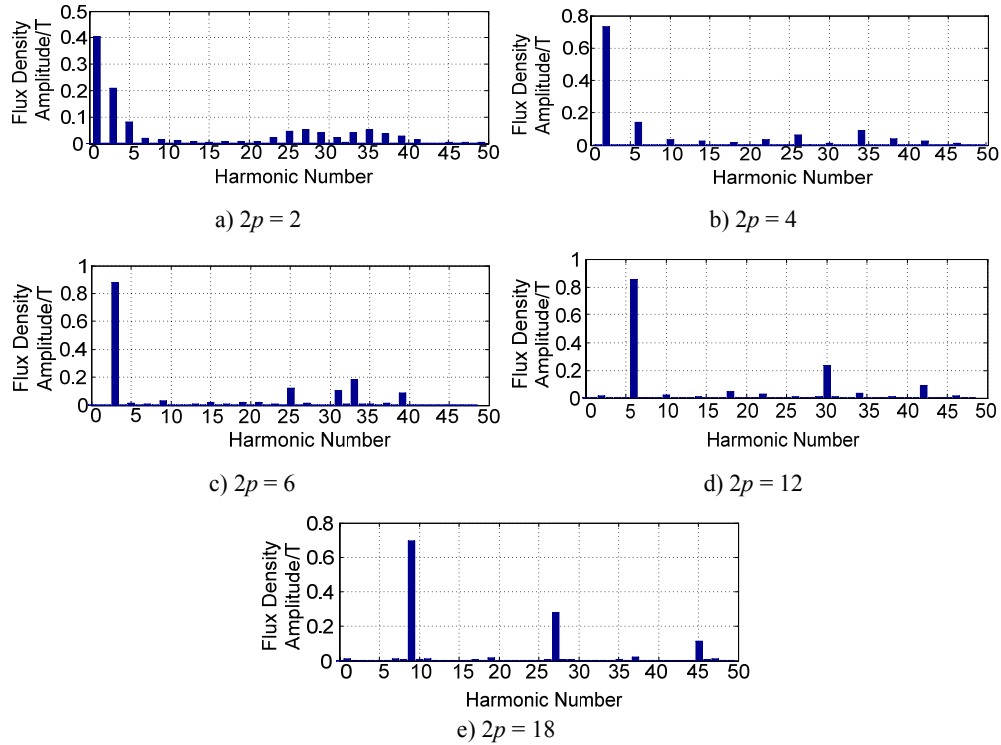 Flux Density
Amplitude/T
0.5
0.4
0.3
0.2
0.1
0
0 5 10 15 20 25 30 35 40 45 50
Harmonic Number
a) 2p = 2
Flux Density
Amplitude/T
0.8
0.6
0.4
0.2
0
0 5 10 15 20 25 30 35 40 45 50
Harmonic Number
b) 2p = 4
Flux Density
Amplitude/T
1
0.8
0.6
0.4
0.2
0
0 5 10 15 20 25 30 35 40 45 50
Harmonic Number
c) 2p = 6
Flux Density
Amplitude/T
1
0.8
0.6
0.4
0.2
0
0 5 10 15 20 25 30 35 40 45 50
Harmonic Number
d) 2p = 12
Flux Density
Amplitude/T
0.8
0.6
0.4
0.2
0
0 5 10 15 20 25 30 35 40 45 50
Harmonic Number
e) 2p = 18